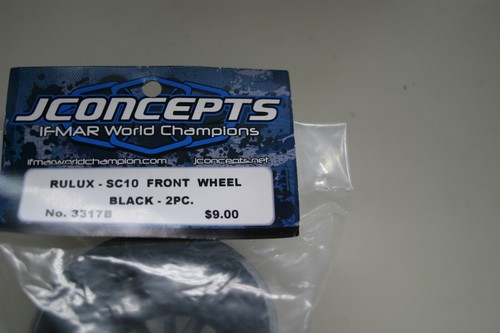 JCONCEPTS
IFMAR World Champions
ifmarworldchampion.com jconcepts.net
RULUX - SC10 FRONT WHEEL
BLACK - 2PC.
No. 3317B $9.00